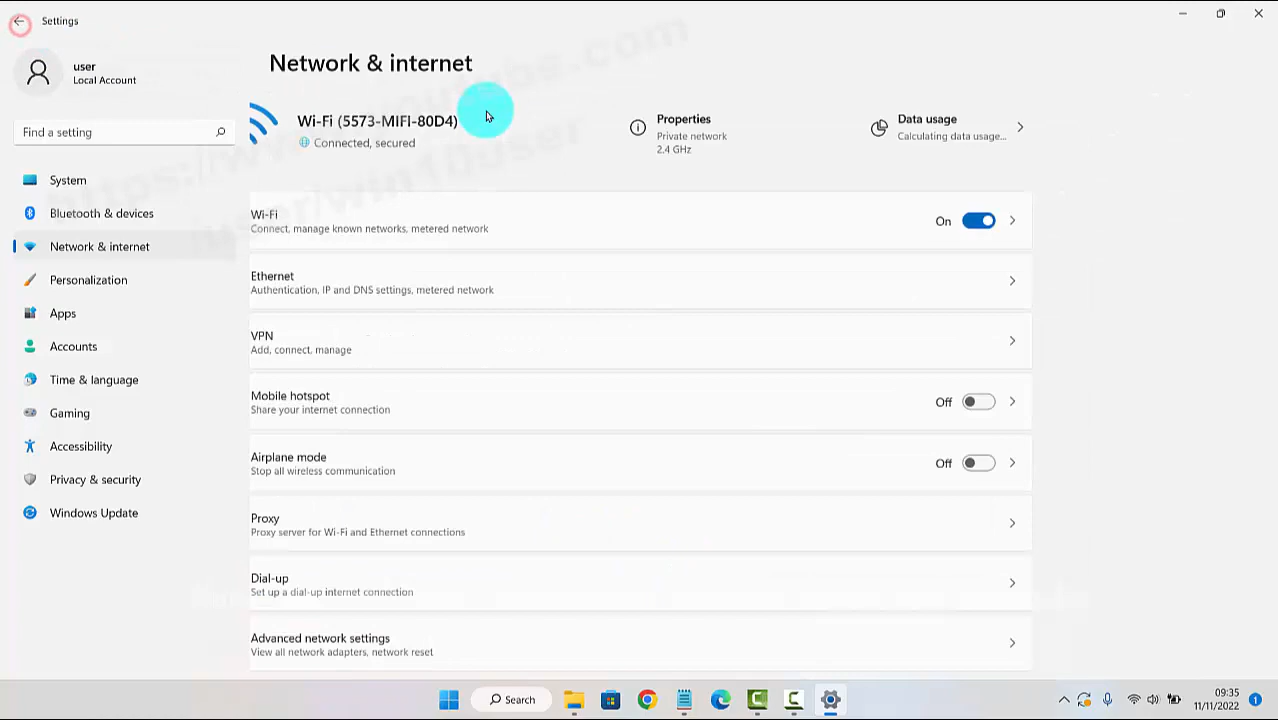 Settings
user
Local Account
Find a setting
System
Bluetooth & devices
Network & internet
Personalization
Apps
Accounts
Time & language
Gaming
Accessibility
Privacy & security
Windows Update
Network & internet
Wi-Fi (5573-MIFI-80D4)
Connected, secured
Properties
Private network
2.4 GHz
Data usage
Calculating data usage...
Wi-Fi
Connect, manage known networks, metered network
On
Ethernet
Authentication, IP and DNS settings, metered network
VPN
Add, connect, manage
Mobile hotspot
Share your internet connection
Off
Airplane mode
Stop all wireless communication
Off
Proxy
Proxy server for Wi-Fi and Ethernet connections
Dial-up
Set up a dial-up internet connection
Advanced network settings
View all network adapters, network reset
Search
09:35
11/11/2022
1